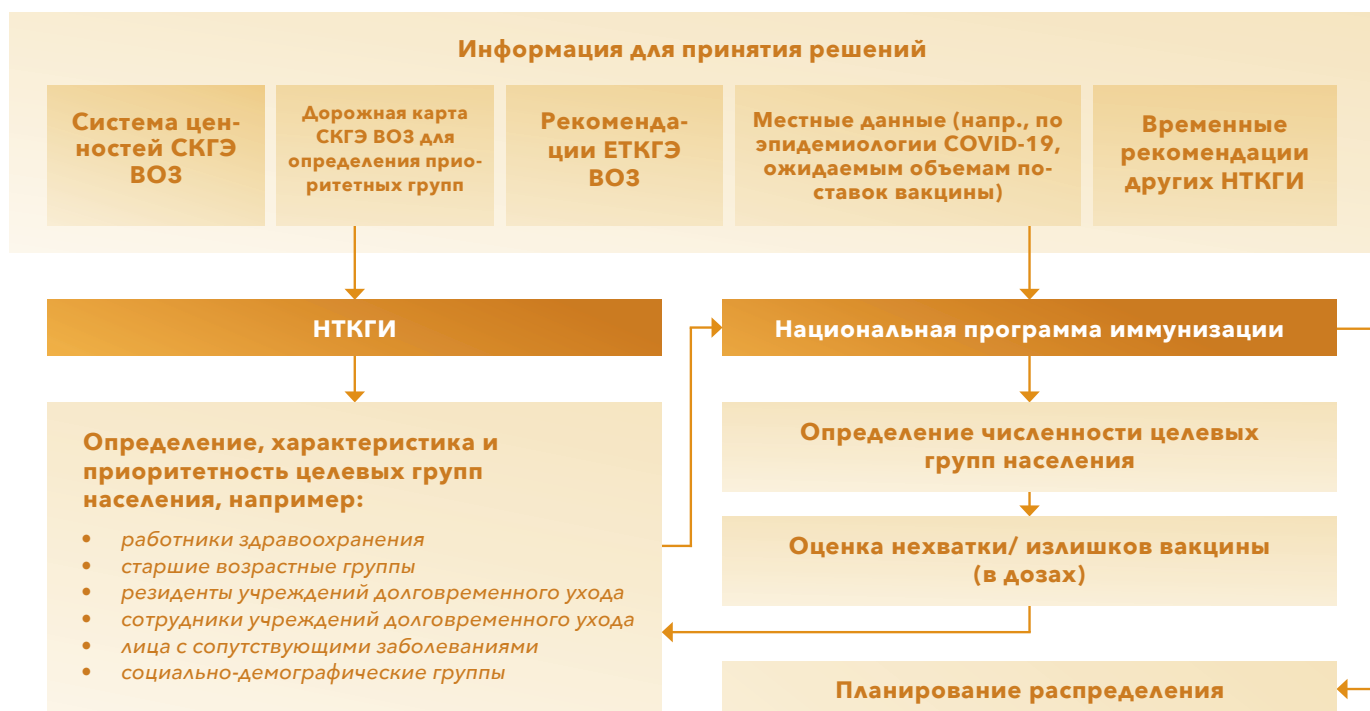 Информация для принятия решений
Система цен-
ностей СКГЭ
ВОЗ
Дорожная карта
СКГЭ ВОЗ для
определения прио-
ритетных групп
Рекоменда-
ции ЕТКГЭ
ВОЗ
Местные данные (напр., по
эпидемиологии COVID-19,
ожидаемым объемам по-
ставок вакцины)
Временные
рекомендации
других НТКГИ
НТКГИ
Национальная программа иммунизации
Определение, характеристика и
приоритетность целевых групп
населения, например:
• работники здравоохранения
• старшие возрастные группы
• резиденты учреждений долговременного ухода
• сотрудники учреждений долговременного ухода
• лица с сопутствующими заболеваниями
• социально-демографические группы
Определение численности целевых
групп населения
Оценка нехватки/ излишков вакцины
(в дозах)
Планирование распределения